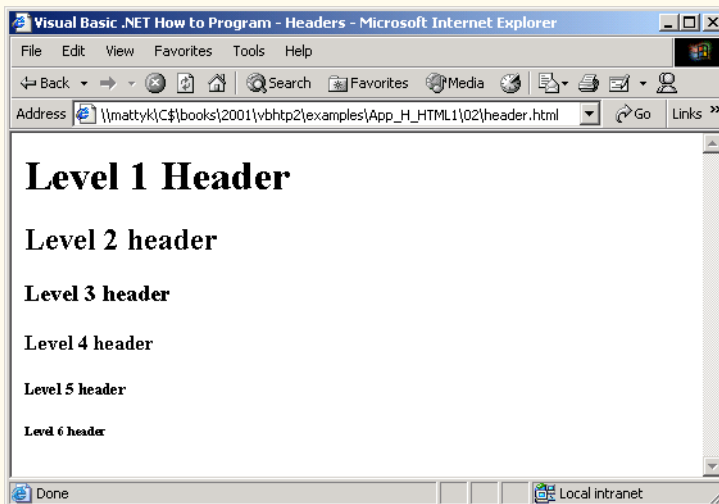 Visual Basic .NET How to Program - Headers - Microsoft Internet Explorer
File Edit View Favorites Tools Help
Back Search Favorites Media
Address \\mattyk\C$\books\2001\vbhtp2\examples\App_H_HTML1\02\header.html Go Links »
Level 1 Header
Level 2 header
Level 3 header
Level 4 header
Level 5 header
Level 6 header
Done Local intranet